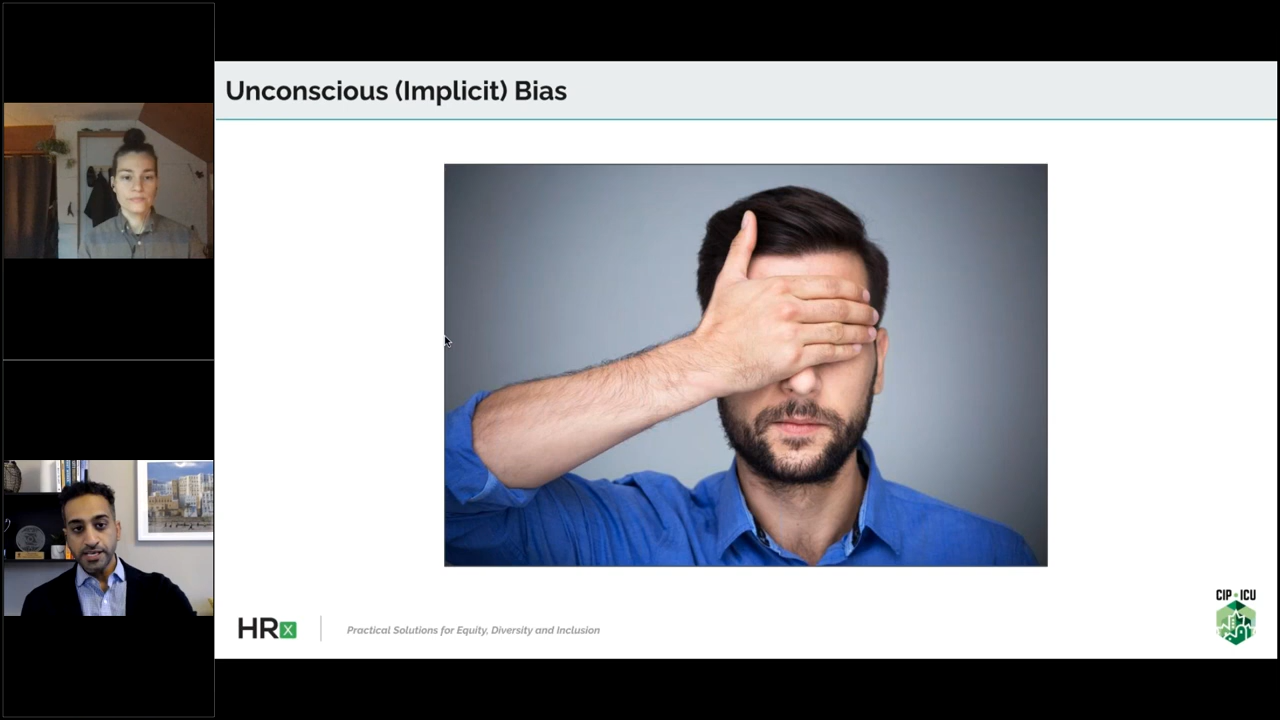 Unconscious (Implicit) Bias
HRx
Practical Solutions for Equity, Diversity and Inclusion
CIP ICU